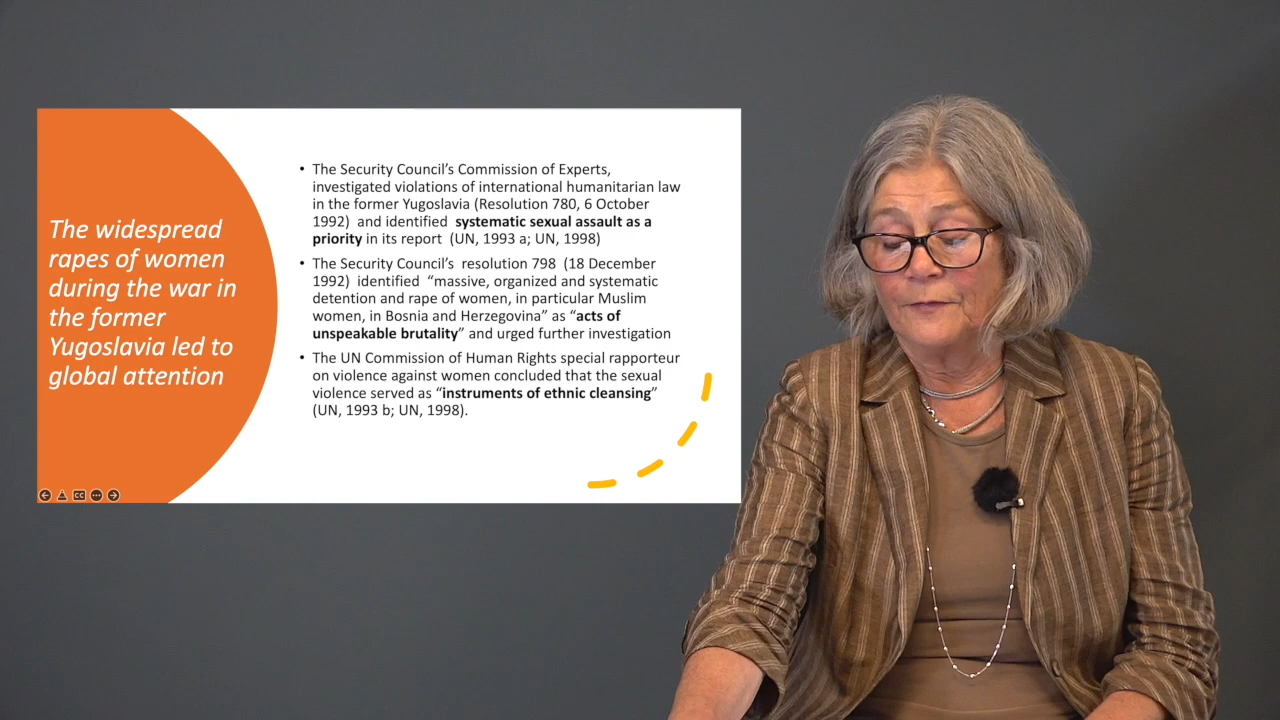 The widespread
rapes of women
during the war in
the former
Yugoslavia led to
global attention
• The Security Council’s Commission of Experts,
investigated violations of international humanitarian law
in the former Yugoslavia (Resolution 780, 6 October
1992)  and identified  systematic sexual assault as a
priority in its report  (UN, 1993 a; UN, 1998)
• The Security Council’s  resolution 798  (18 December
1992)  identified  “massive, organized and systematic
detention and rape of women, in particular Muslim
women, in Bosnia and Herzegovina” as “acts of
unspeakable brutality” and urged further investigation
• The UN Commission of Human Rights special rapporteur
on violence against women concluded that the sexual
violence served as “instruments of ethnic cleansing”
(UN, 1993 b; UN, 1998).
CC